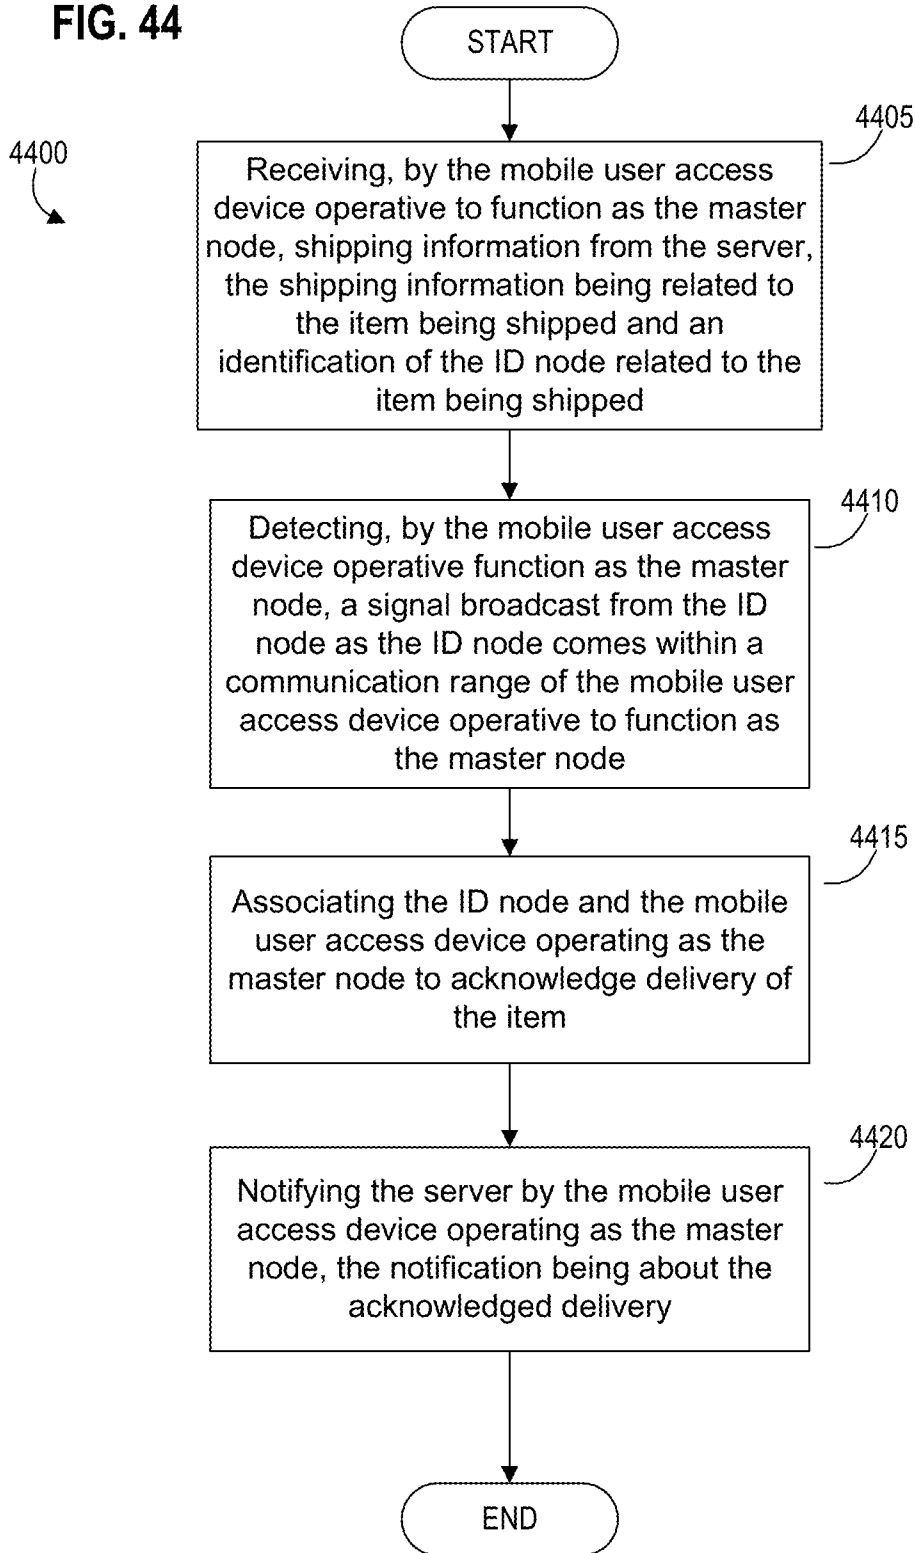 FIG. 44
START
4400
4405
Receiving, by the mobile user access
device operative to function as the master
node, shipping information from the server,
the shipping information being related to
the item being shipped and an
identification of the ID node related to the
item being shipped
4410
Detecting, by the mobile user access
device operative function as the master
node, a signal broadcast from the ID
node as the ID node comes within a
communication range of the mobile user
access device operative to function as
the master node
4415
Associating the ID node and the mobile
user access device operating as the
master node to acknowledge delivery of
the item
4420
Notifying the server by the mobile user
access device operating as the master
node, the notification being about the
acknowledged delivery
END